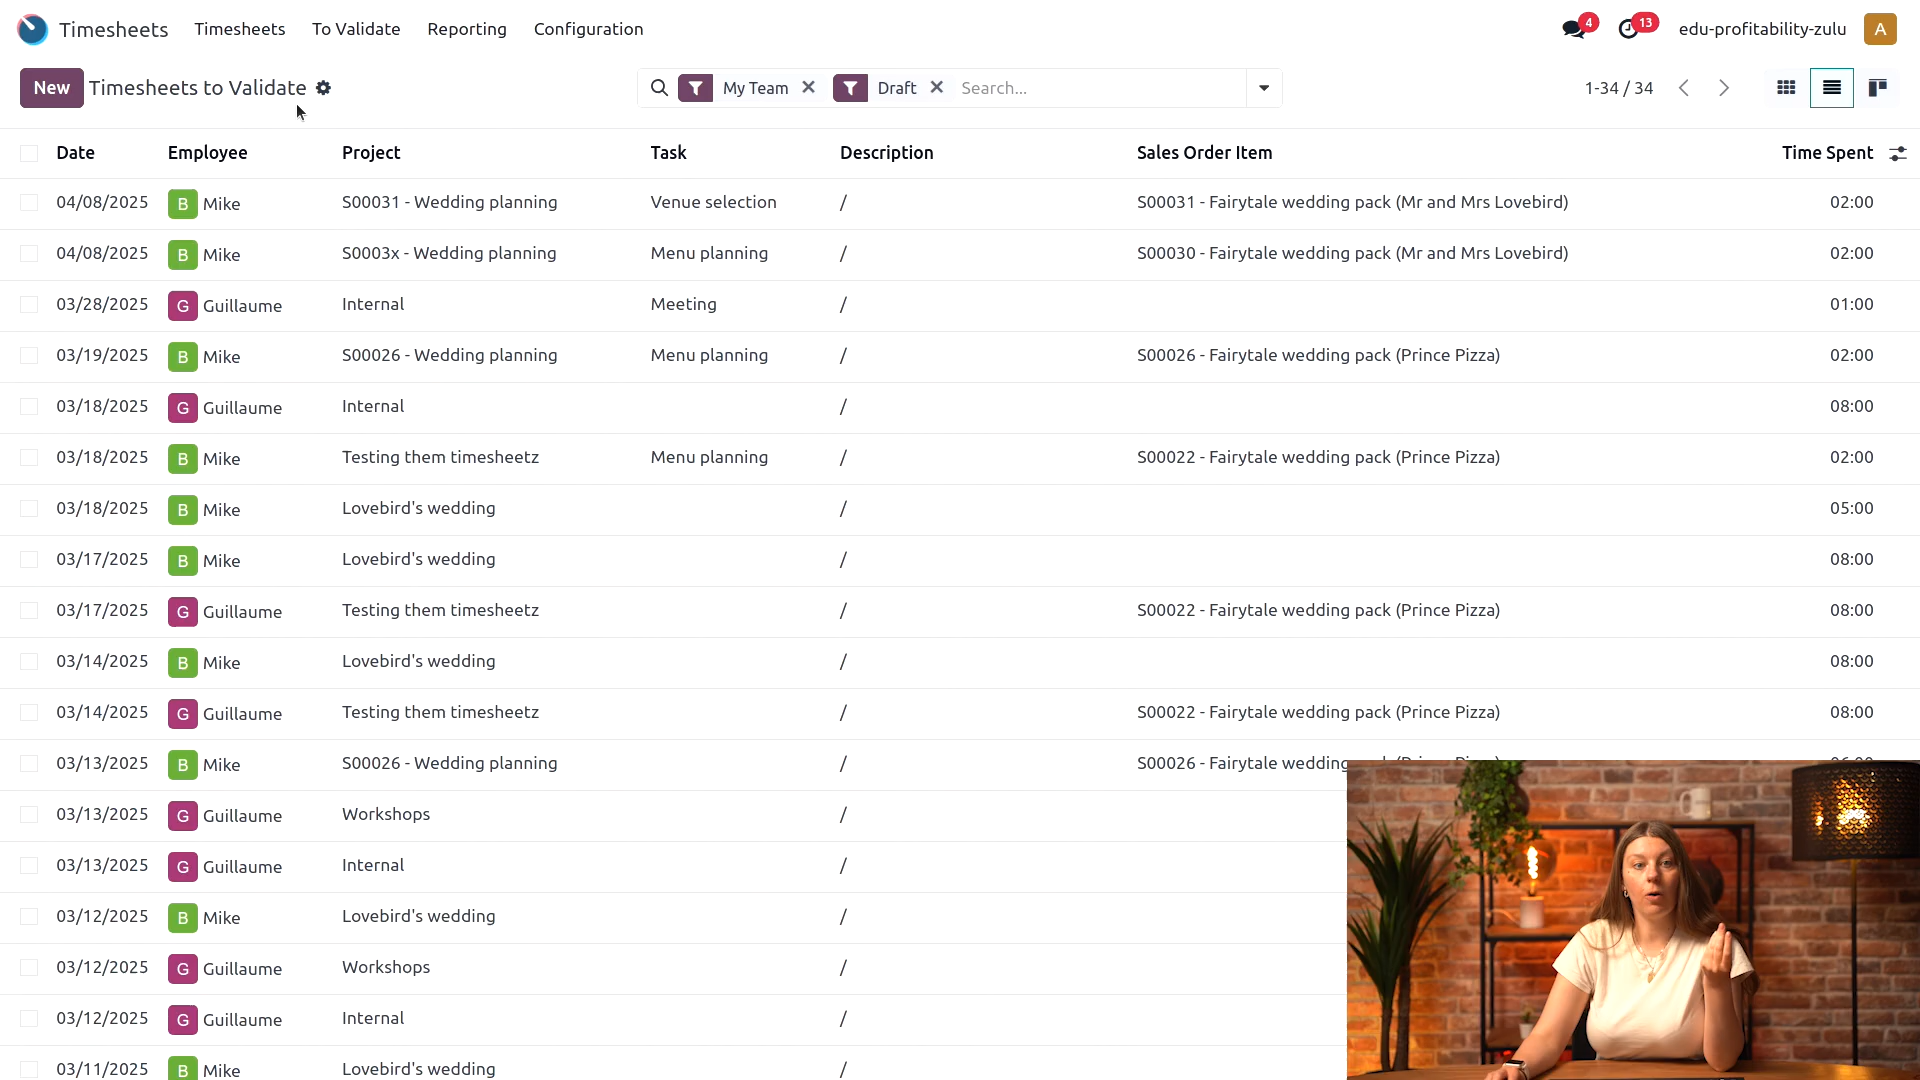 Timesheets Timesheets To Validate Reporting Configuration 4 13 edu-profitability-zulu A
New Timesheets to Validate My Team Draft Search... 1-34 / 34
Date Employee Project Task Description Sales Order Item Time Spent
04/08/2025 B Mike S00031 - Wedding planning Venue selection / S00031 - Fairytale wedding pack (Mr and Mrs Lovebird) 02:00
04/08/2025 B Mike S0003x - Wedding planning Menu planning / S00030 - Fairytale wedding pack (Mr and Mrs Lovebird) 02:00
03/28/2025 G Guillaume Internal Meeting / 01:00
03/19/2025 B Mike S00026 - Wedding planning Menu planning / S00026 - Fairytale wedding pack (Prince Pizza) 02:00
03/18/2025 G Guillaume Internal / 08:00
03/18/2025 B Mike Testing them timesheetz Menu planning / S00022 - Fairytale wedding pack (Prince Pizza) 02:00
03/18/2025 B Mike Lovebird's wedding / 05:00
03/17/2025 B Mike Lovebird's wedding / 08:00
03/17/2025 G Guillaume Testing them timesheetz / S00022 - Fairytale wedding pack (Prince Pizza) 08:00
03/14/2025 B Mike Lovebird's wedding / 08:00
03/14/2025 G Guillaume Testing them timesheetz / S00022 - Fairytale wedding pack (Prince Pizza) 08:00
03/13/2025 B Mike S00026 - Wedding planning / S00026 - Fairytale wedding
03/13/2025 G Guillaume Workshops /
03/13/2025 G Guillaume Internal /
03/12/2025 B Mike Lovebird's wedding /
03/12/2025 G Guillaume Workshops /
03/12/2025 G Guillaume Internal /
03/11/2025 B Mike Lovebird's wedding /